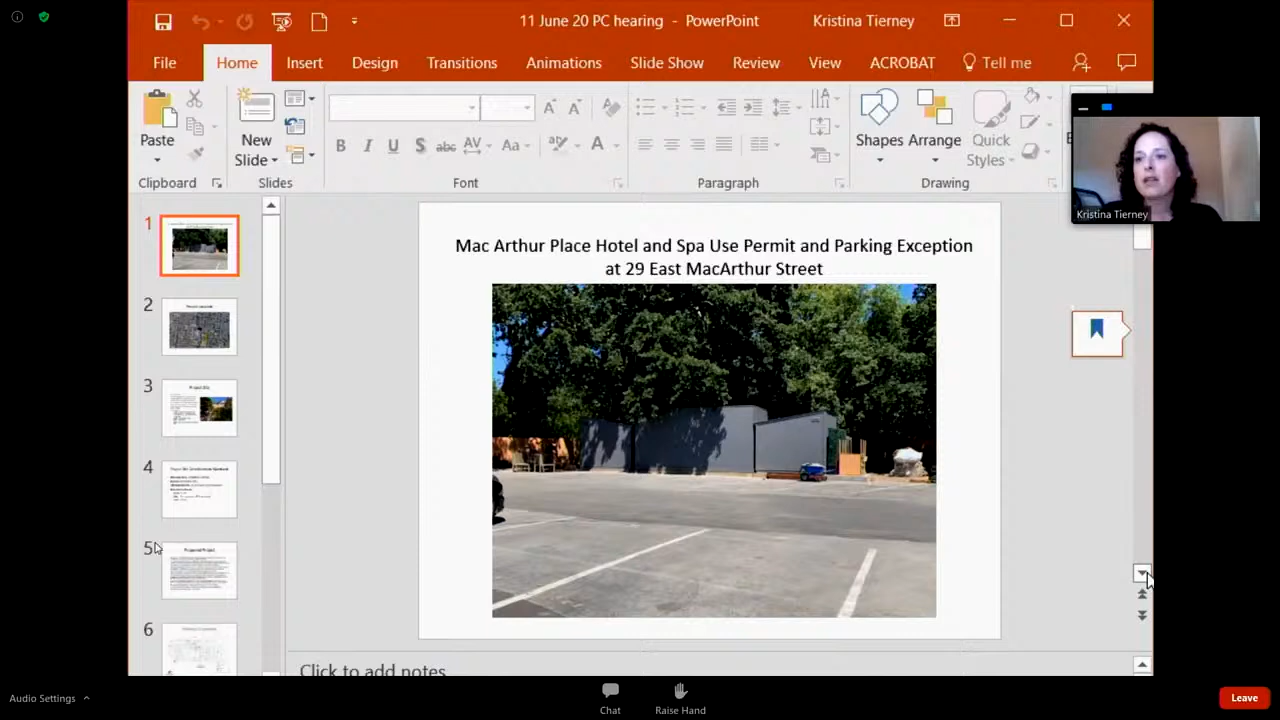 11 June 20 PC hearing - PowerPoint
Kristina Tierney
File
Home
Insert
Design
Transitions
Animations
Slide Show
Review
View
ACROBAT
Tell me
Paste
New
Slide
Shapes
Arrange
Quick
Styles
Clipboard
Slides
Font
Paragraph
Drawing
Kristina Tierney
1
2
3
4
5
6
Mac Arthur Place Hotel and Spa Use Permit and Parking Exception
at 29 East MacArthur Street
Click to add notes
Audio Settings
Chat
Raise Hand
Leave